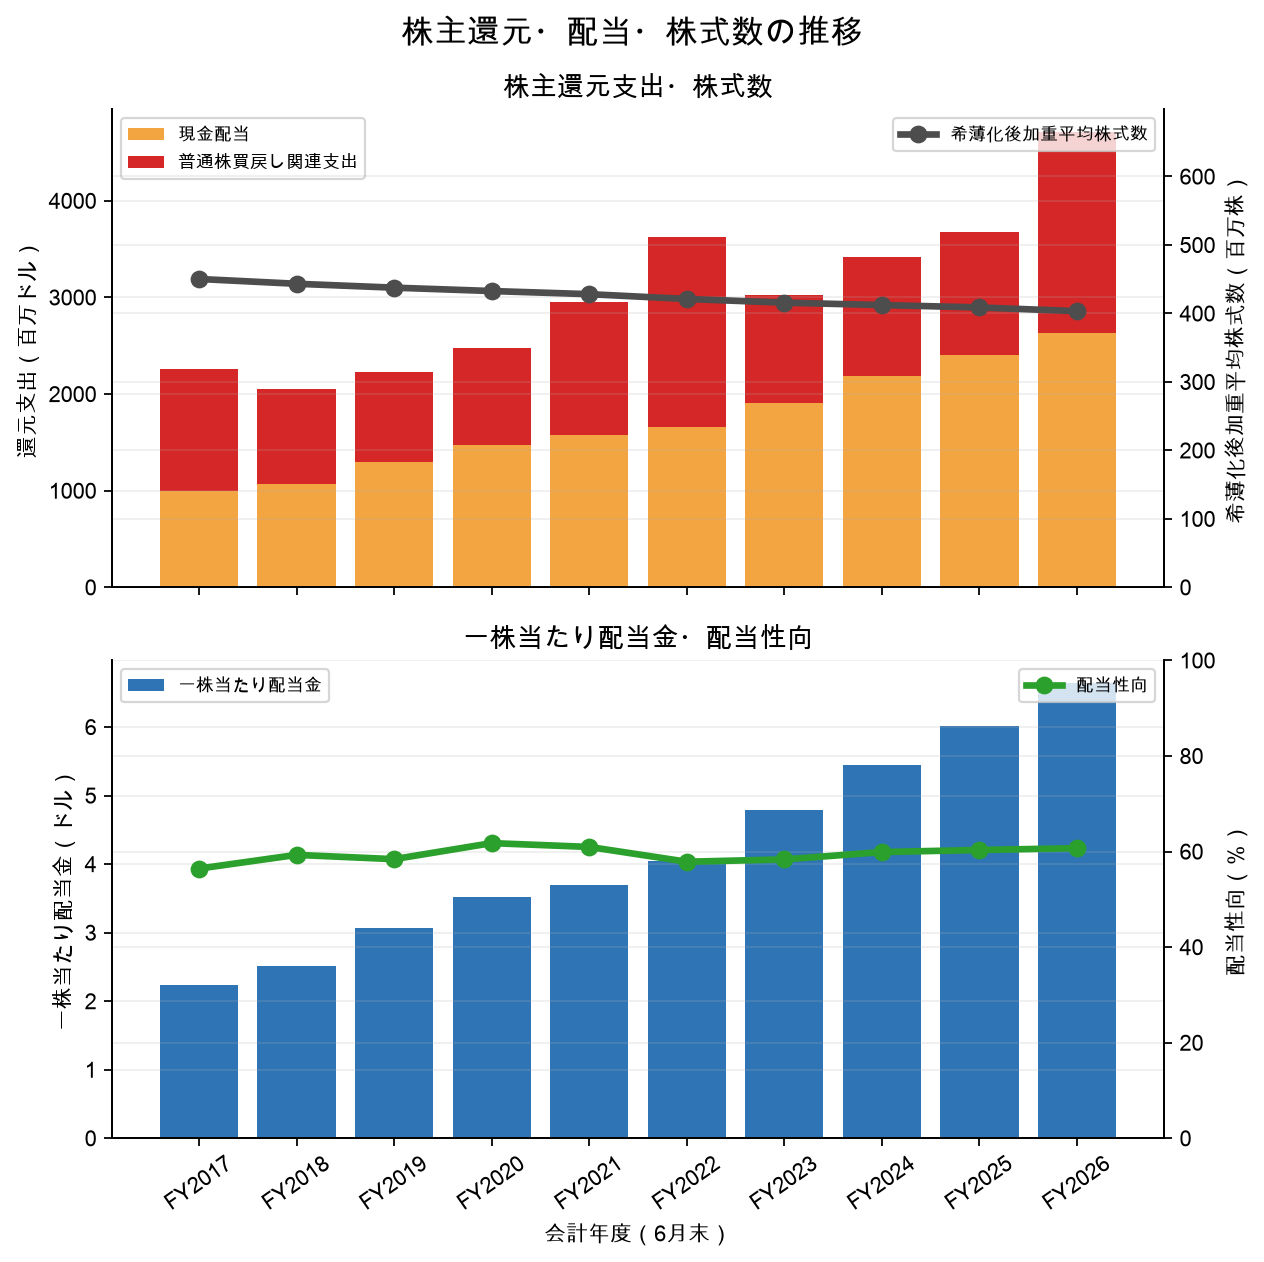 株主還元・配当・株式数の推移
株主還元支出・株式数
現金配当
普通株買戻し関連支出
希薄化後加重平均株式数
還元支出(百万ドル)
4000
3000
2000
1000
0
600
500
400
300
200
100
0
希薄化後加重平均株式数(百万株)
一株当たり配当金・配当性向
一株当たり配当金
配当性向
一株当たり配当金(ドル)
6
5
4
3
2
1
0
100
80
60
40
20
0
配当性向(%)
FY2017
FY2018
FY2019
FY2020
FY2021
FY2022
FY2023
FY2024
FY2025
FY2026
会計年度(6月末)